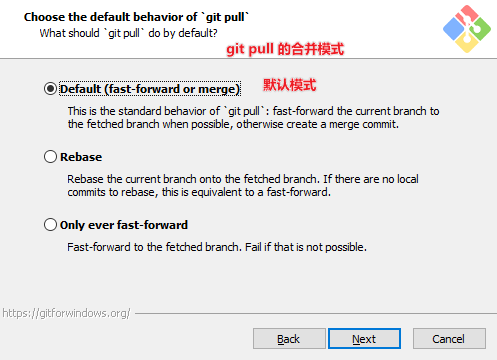 Choose the default behavior of `git pull`
What should `git pull` do by default?
git pull 的合并模式
Default (fast-forward or merge)
默认模式
This is the standard behavior of `git pull`: fast-forward the current branch to
the fetched branch when possible, otherwise create a merge commit.
Rebase
Rebase the current branch onto the fetched branch. If there are no local
commits to rebase, this is equivalent to a fast-forward.
Only ever fast-forward
Fast-forward to the fetched branch. Fail if that is not possible.
https://gitforwindows.org/
Back
Next
Cancel